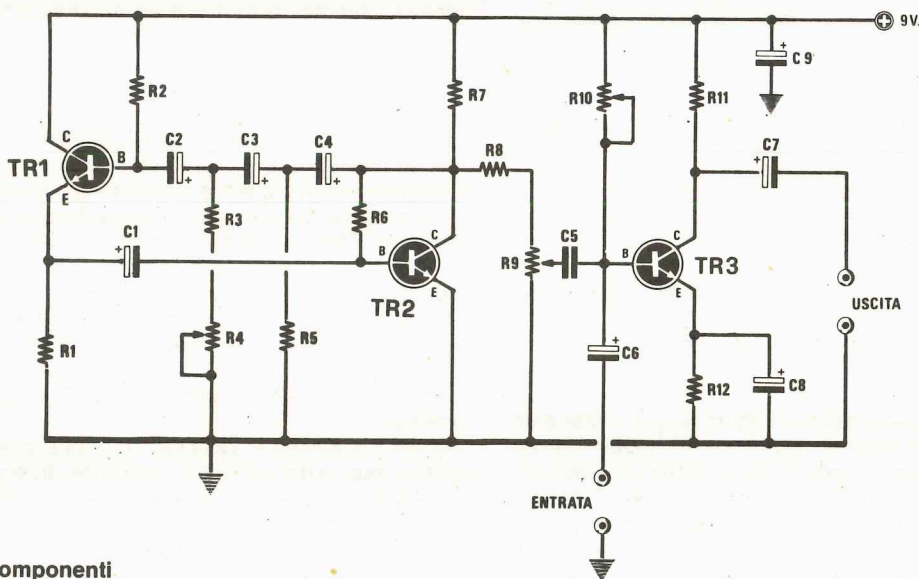 9V.
C9
R2
R7
R10
R11
C
TR1
B
C2
C3
C4
R8
C7
E
R3
R6
C
C1
B
TR2
E
R9
C5
B
C
TR3
E
USCITA
R1
R4
R5
C6
R12
C8
ENTRATA
omponenti